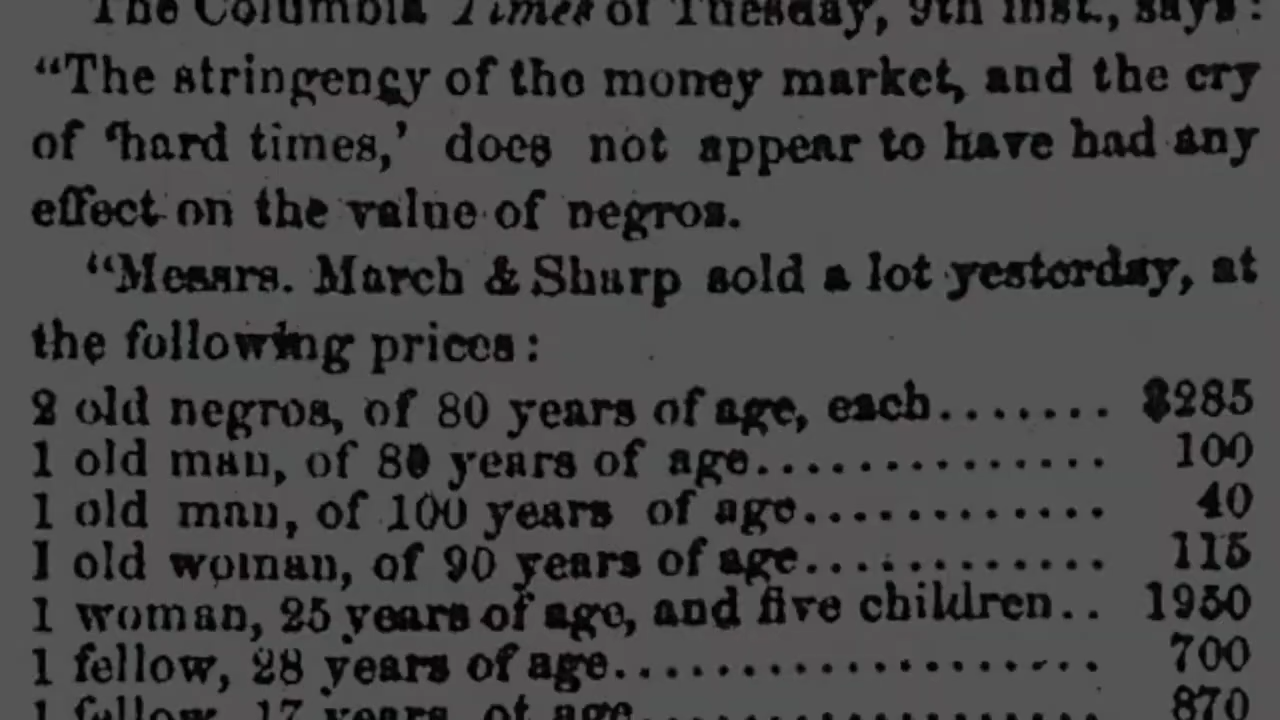 The Columbia Times of Tuesday, 9th inst., says:
"The stringency of the money market, and the cry
of 'hard times,' does not appear to have had any
effect on the value of negros.
"Messrs. March & Sharp sold a lot yesterday, at
the following prices:
2 old negros, of 80 years of age, each....... $285
1 old man, of 80 years of age.............. 100
1 old man, of 100 years of age............. 40
1 old woman, of 90 years of age............. 115
1 woman, 25 years of age, and five children.. 1950
1 fellow, 28 years of age.................... 700
1 fellow, 17 years of age.................... 870